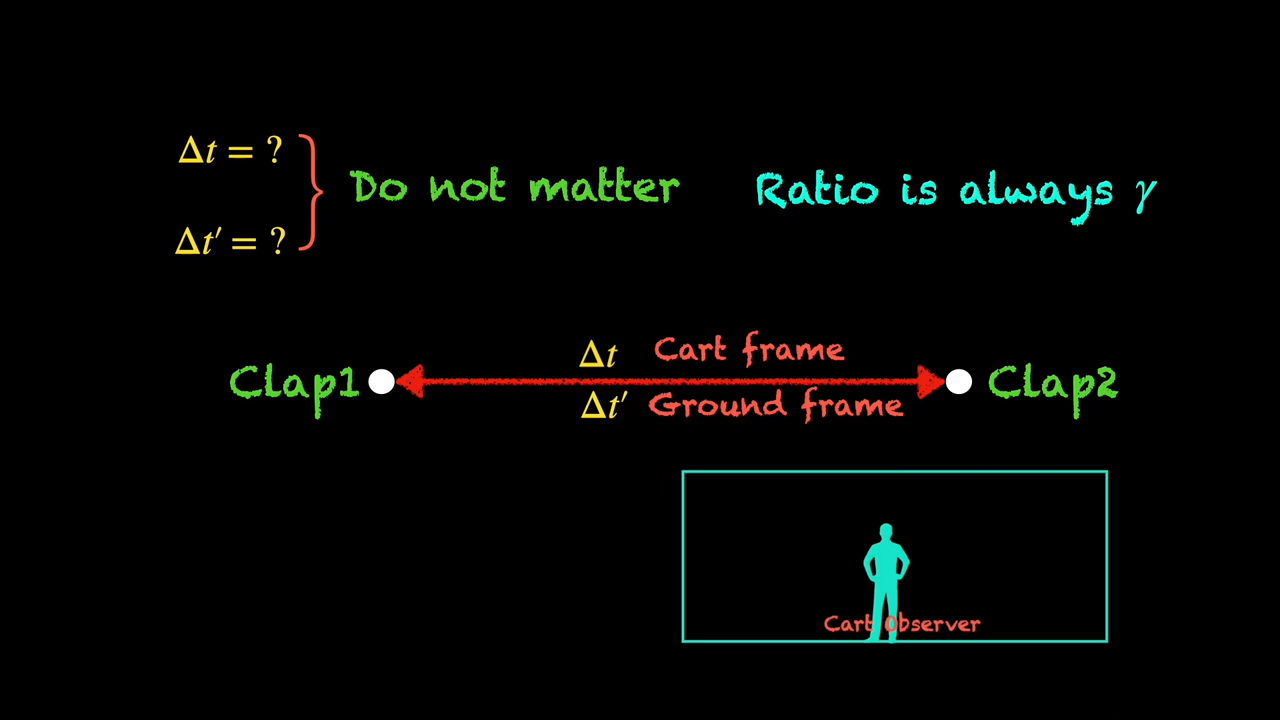 Δt = ?
Do not matter
Ratio is always γ
Δt′ = ?
Δt Cart frame
Clap1
Clap2
Δt′ Ground frame
Cart Observer